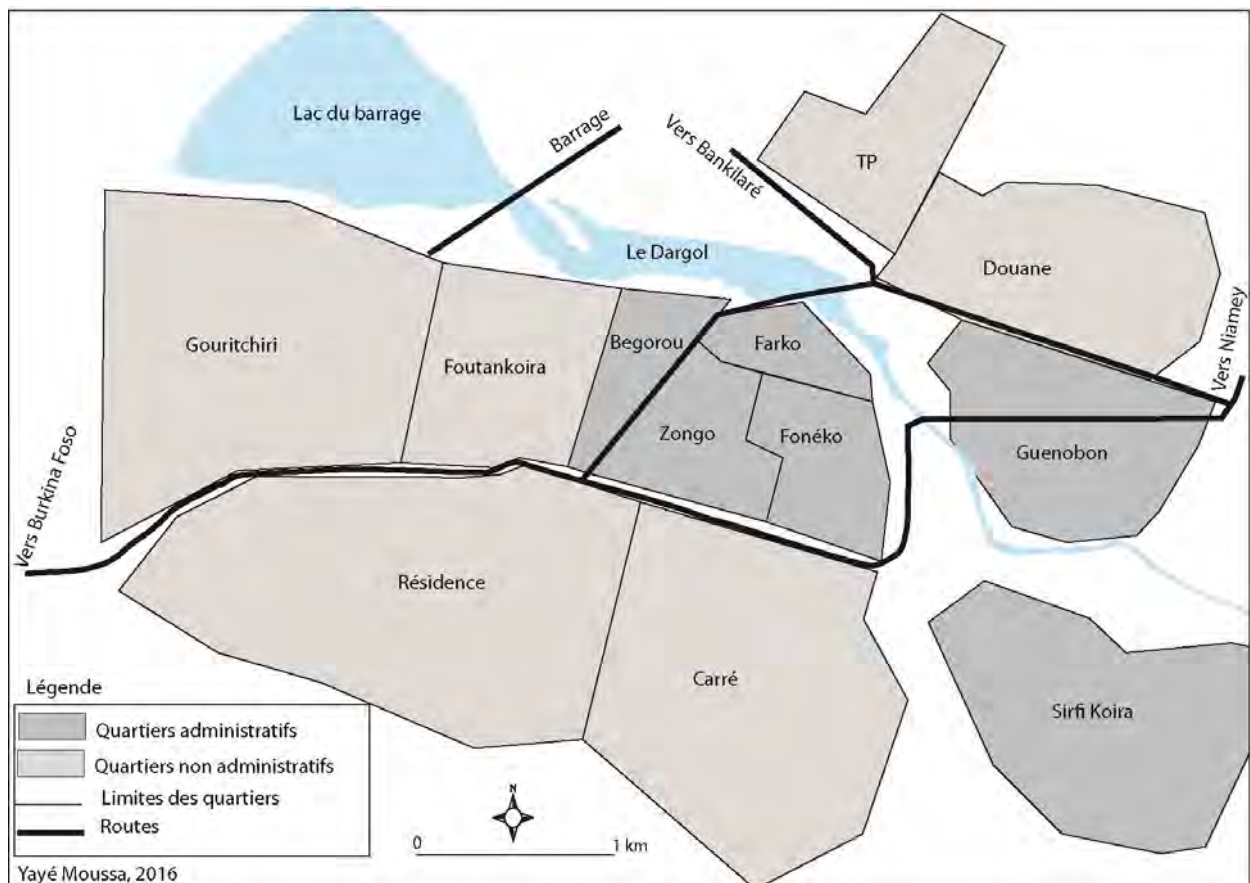 Lac du barrage
Barrage
Vers Bankilaré
TP
Le Dargol
Douane
Gouritchiri
Foutankoira
Begorou
Farko
Vers Niamey
Zongo
Fonéko
Guenobon
Vers Burkina Foso
Résidence
Carré
Sirfi Koira
Légende
Quartiers administratifs
Quartiers non administratifs
Limites des quartiers
Routes
N
0 1 km
Yayé Moussa, 2016